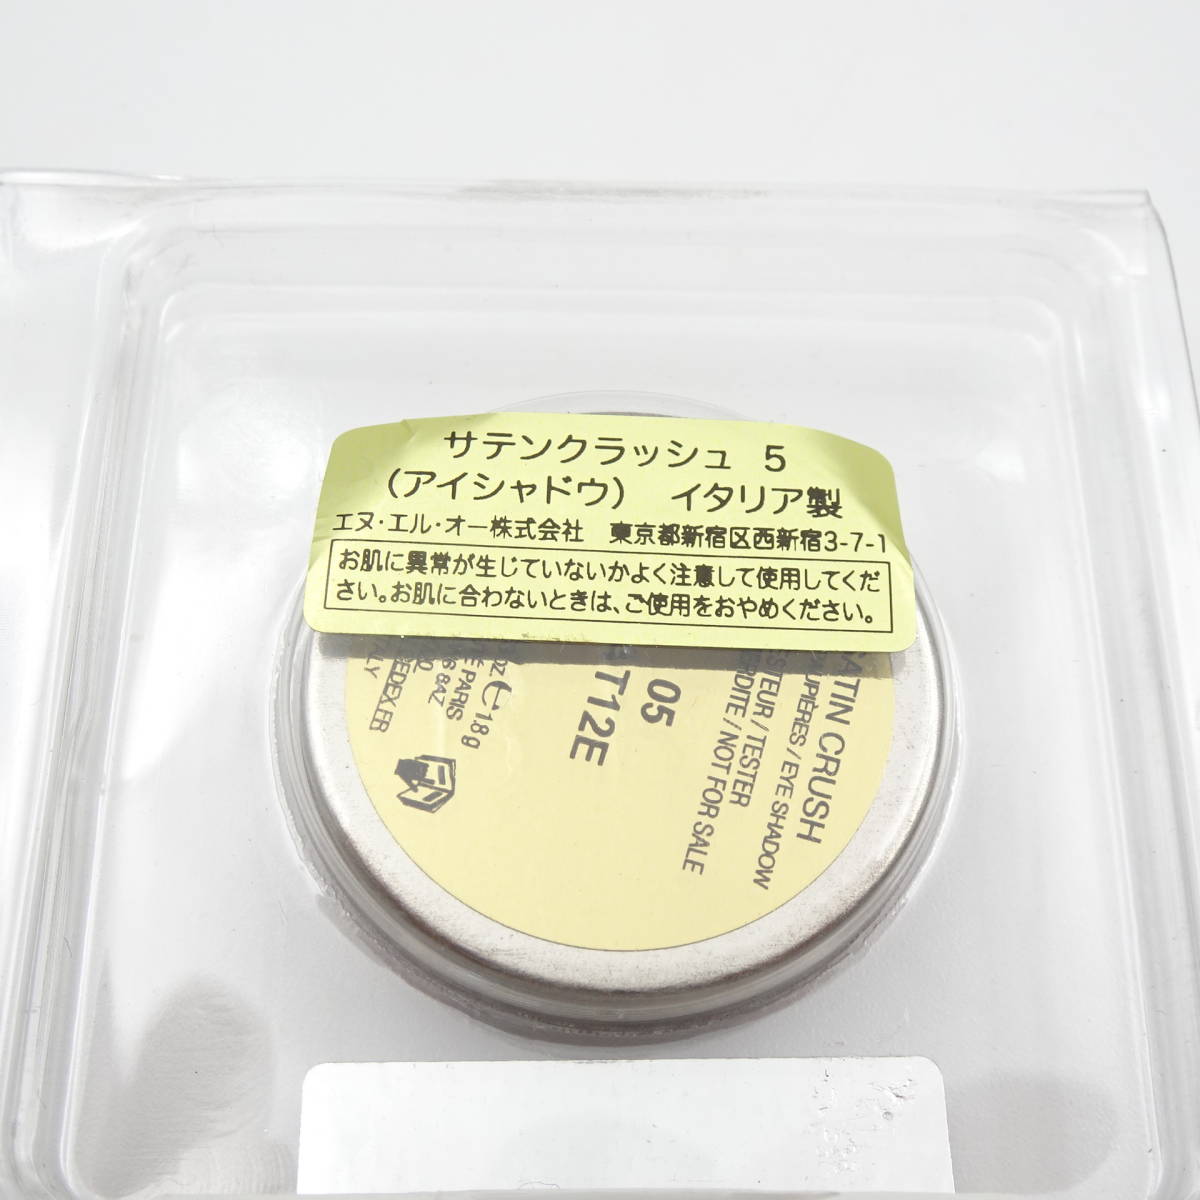 サテンクラッシュ 5
(アイシャドウ) イタリア製
エヌ・エル・オー株式会社 東京都新宿区西新宿3-7-1
お肌に異常が生じていないかよく注意して使用してくだ
さい。お肌に合わないときは、ご使用をおやめください。
SATIN CRUSH
/ EYE SHADOW
/ TESTER
/ NOT FOR SALE
05
T12E
1.8 g
PARIS
8AZ